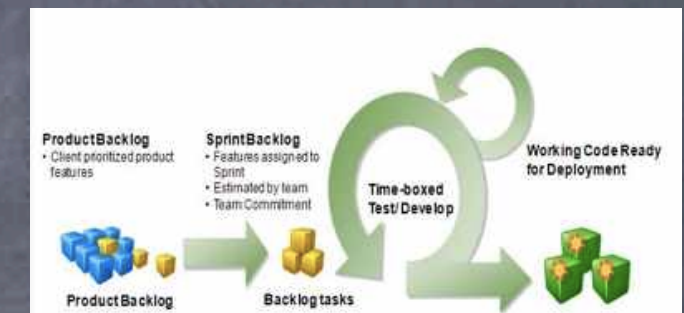 ProductBacklog
• Client prioritized product
features
SprintBacklog
• Features assigned to
Sprint
• Estimated by team
• Team Commitment
Time-boxed
Test/Develop
Working Code Ready
for Deployment
Product Backlog
Backlog tasks